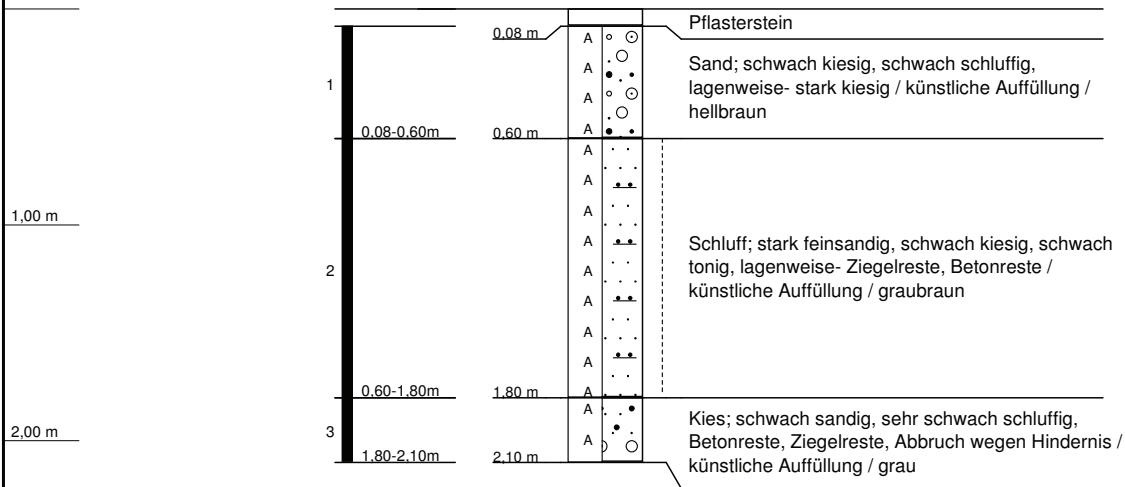 0,08 m
Pflasterstein
A
A
A
A
1
Sand; schwach kiesig, schwach schluffig,
lagenweise- stark kiesig / künstliche Auffüllung /
hellbraun
0,08-0,60m
0,60 m
A
A
A
A
A
A
A
A
A
1,00 m
2
Schluff; stark feinsandig, schwach kiesig, schwach
tonig, lagenweise- Ziegelreste, Betonreste /
künstliche Auffüllung / graubraun
0,60-1,80m
1,80 m
A
A
2,00 m
3
Kies; schwach sandig, sehr schwach schluffig,
Betonreste, Ziegelreste, Abbruch wegen Hindernis /
künstliche Auffüllung / grau
1,80-2,10m
2,10 m